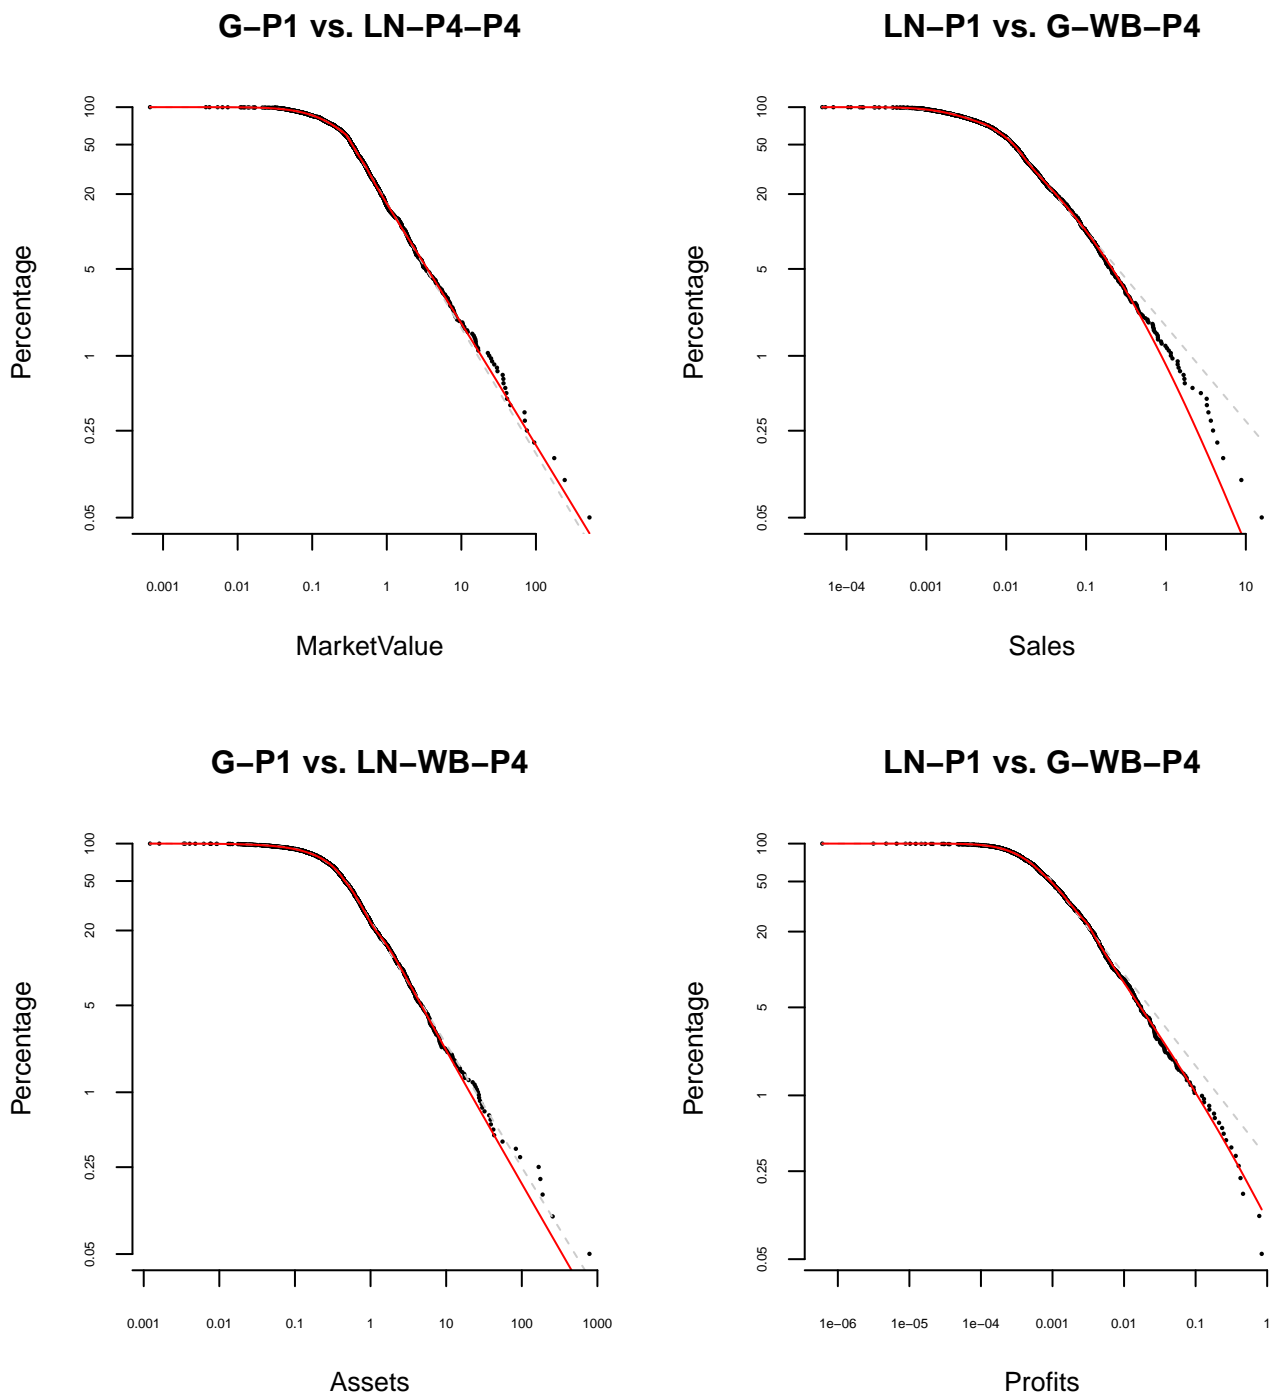 G−P1 vs. LN−P4−P4
Percentage
100
50
20
5
1
0.25
0.05
0.001 0.01 0.1 1 10 100
MarketValue
LN−P1 vs. G−WB−P4
Percentage
100
50
20
5
1
0.25
0.05
1e−04 0.001 0.01 0.1 1 10
Sales
G−P1 vs. LN−WB−P4
Percentage
100
50
20
5
1
0.25
0.05
0.001 0.01 0.1 1 10 100 1000
Assets
LN−P1 vs. G−WB−P4
Percentage
100
50
20
5
1
0.25
0.05
1e−06 1e−05 1e−04 0.001 0.01 0.1 1
Profits